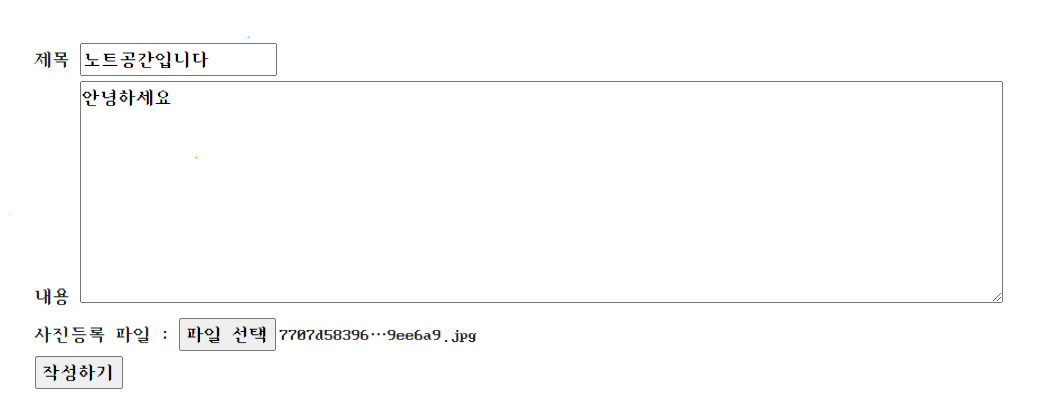 제목 노트공간입니다
안녕하세요
내용
사진등록 파일 : 파일 선택 7707d58396…9ee6a9.jpg
작성하기